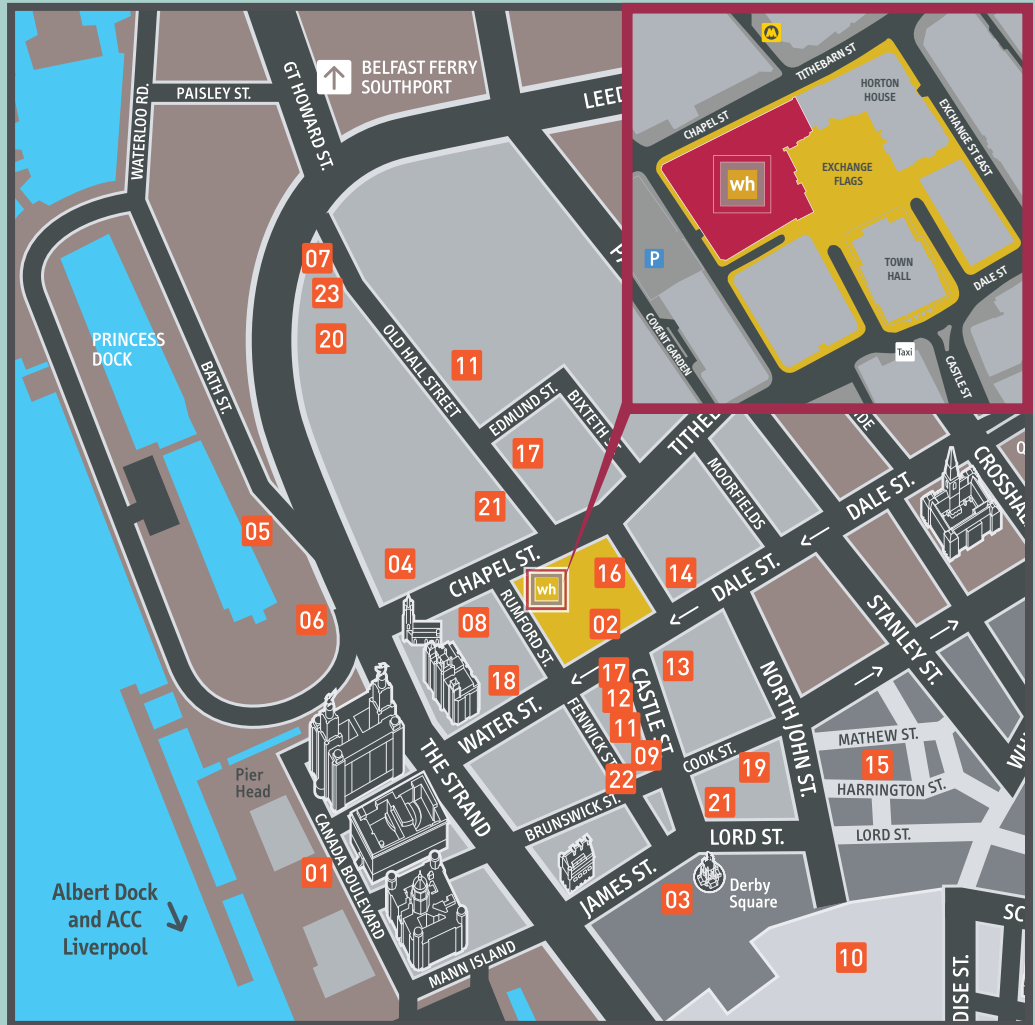 BELFAST FERRY
SOUTHPORT
PAISLEY ST.
WATERLOO RD.
GT HOWARD ST.
TITHEBARN ST
CHAPEL ST
HORTON
HOUSE
EXCHANGE ST EAST
EXCHANGE
FLAGS
wh
P
TOWN
HALL
DALE ST
COVENT GARDEN
Taxi
CASTLE ST
07
23
20
PRINCESS
DOCK
BATH ST.
OLD HALL STREET
11
EDMUND ST.
17
21
MOORFIELDS
DALE ST.
05
04
CHAPEL ST.
wh
16
14
DALE ST.
06
08
RUMFORD ST.
02
STANLEY ST.
18
17
13
12
CASTLE ST
NORTH JOHN ST.
WATER ST.
FENWICK ST.
11
09
COOK ST.
19
22
21
MATHEW ST.
15
HARRINGTON ST.
THE STRAND
Pier
Head
BRUNSWICK ST.
LORD ST.
LORD ST.
CANADA BOULEVARD
01
JAMES ST.
03
Derby
Square
Albert Dock
and ACC
Liverpool
MANN ISLAND
10